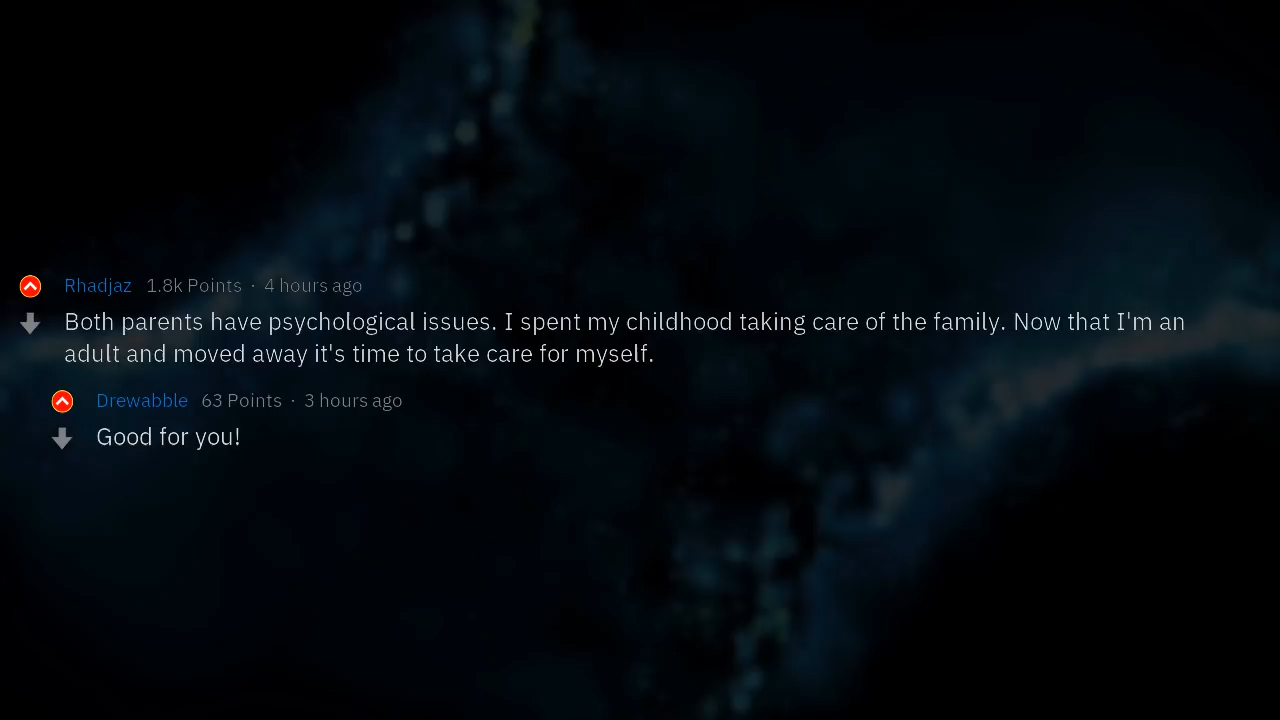 Rhadjaz 1.8k Points · 4 hours ago
Both parents have psychological issues. I spent my childhood taking care of the family. Now that I'm an
adult and moved away it's time to take care for myself.
Drewabble 63 Points · 3 hours ago
Good for you!